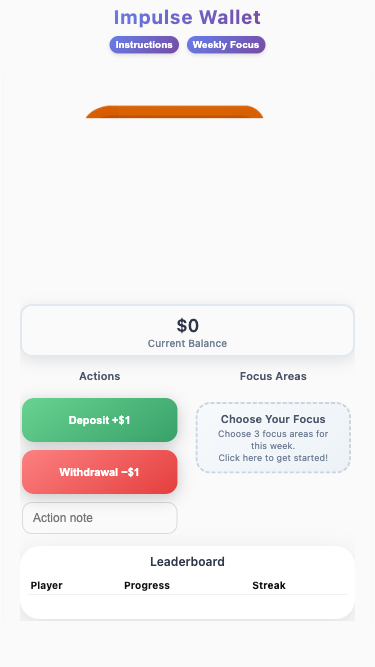 Impulse Wallet
Instructions
Weekly Focus
$0
Current Balance
Actions
Focus Areas
Deposit +$1
Choose Your Focus
Choose 3 focus areas for
this week.
Click here to get started!
Withdrawal −$1
Action note
Leaderboard
Player Progress Streak